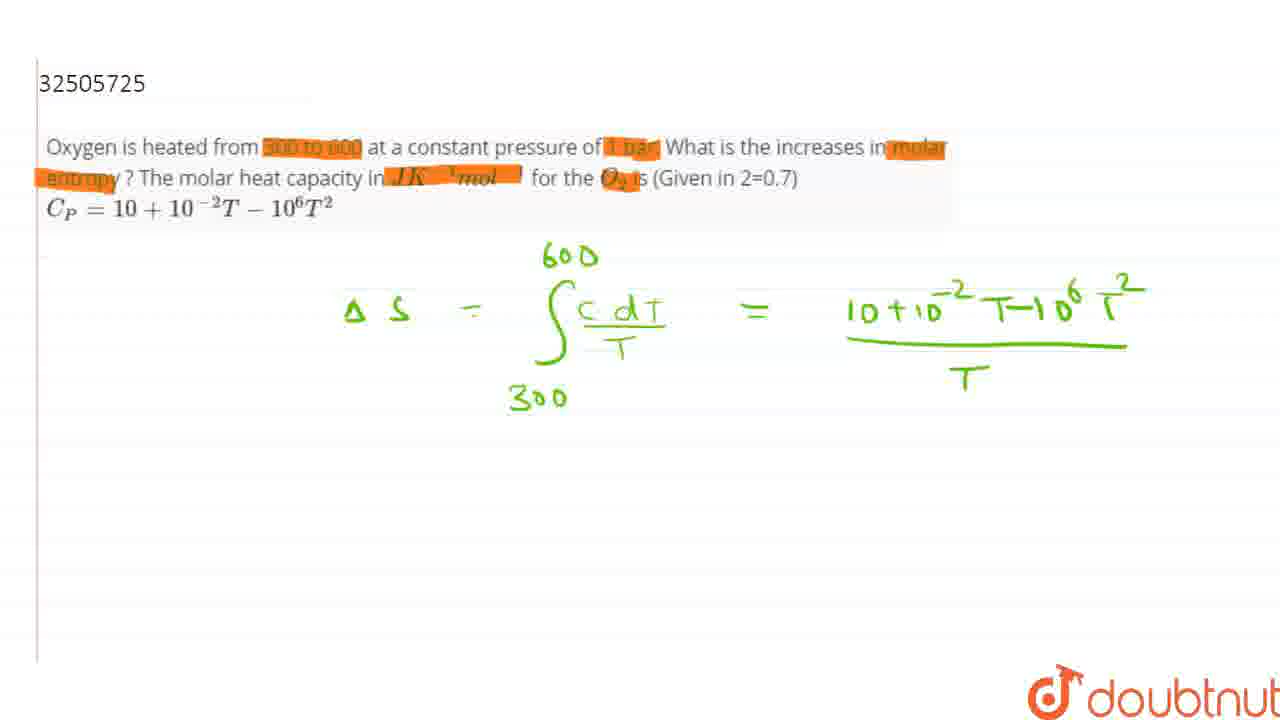 32505725
Oxygen is heated from 300 to 600 at a constant pressure of 1 bar. What is the increases in molar
entropy ? The molar heat capacity in JK⁻¹mol⁻¹ for the O₂ is (Given in 2=0.7)
C_P = 10 + 10⁻²T − 10⁶T²
600
Δ S = ∫ C dT / T = 10+10⁻² T−10⁶ T² / T
300
doubtnut